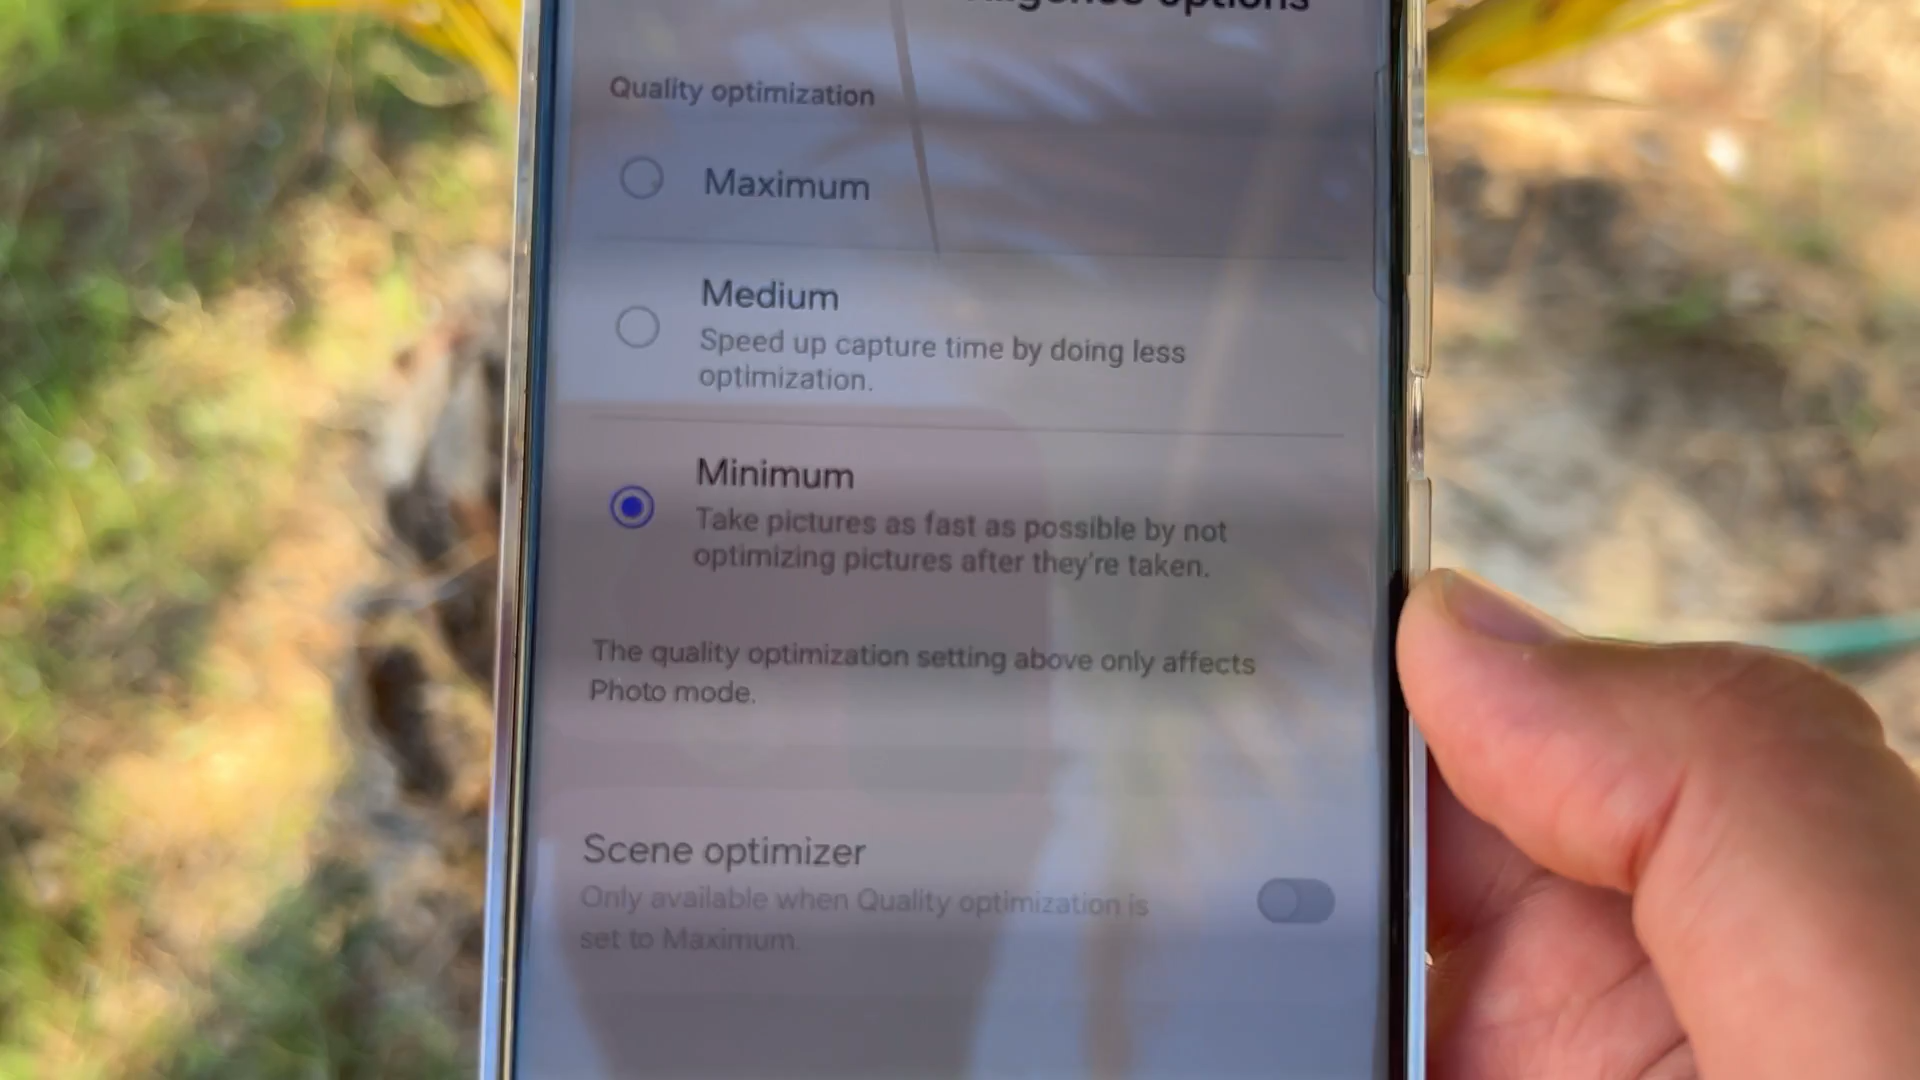 options
Quality optimization
Maximum
Medium
Speed up capture time by doing less
optimization.
Minimum
Take pictures as fast as possible by not
optimizing pictures after they're taken.
The quality optimization setting above only affects
Photo mode.
Scene optimizer
Only available when Quality optimization is
set to Maximum.